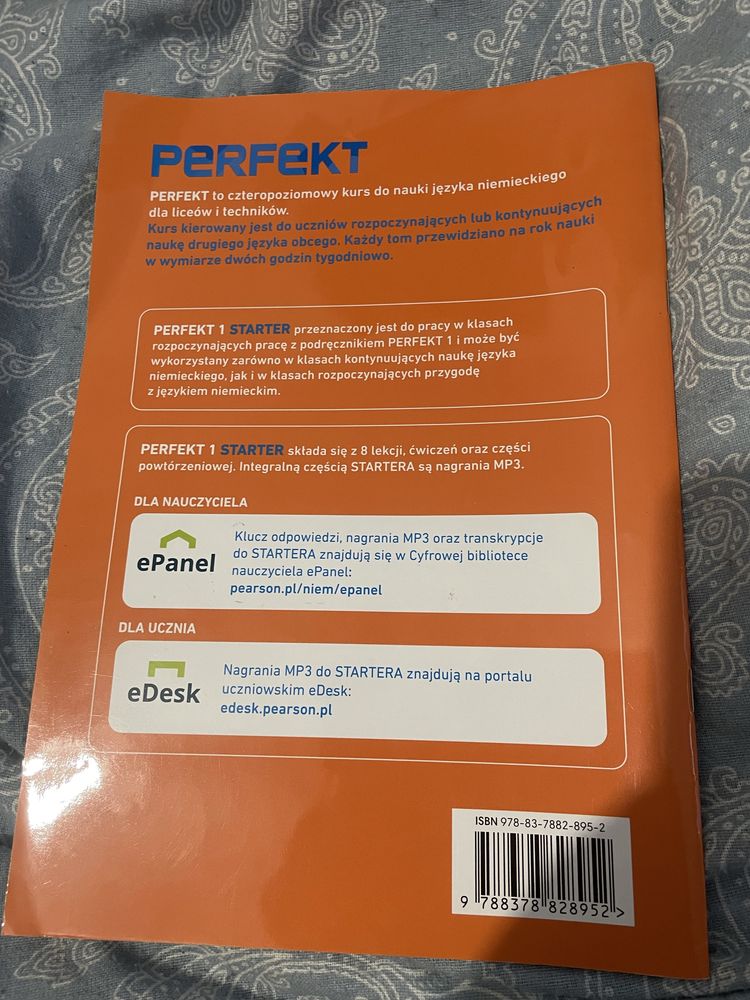 PERFEKT
PERFEKT to czteropoziomowy kurs do nauki języka niemieckiego
dla liceów i techników.
Kurs kierowany jest do uczniów rozpoczynających lub kontynuujących
naukę drugiego języka obcego. Każdy tom przewidziano na rok nauki
w wymiarze dwóch godzin tygodniowo.
PERFEKT 1 STARTER przeznaczony jest do pracy w klasach
rozpoczynających pracę z podręcznikiem PERFEKT 1 i może być
wykorzystany zarówno w klasach kontynuujących naukę języka
niemieckiego, jak i w klasach rozpoczynających przygodę
z językiem niemieckim.
PERFEKT 1 STARTER składa się z 8 lekcji, ćwiczeń oraz części
powtórzeniowej. Integralną częścią STARTERA są nagrania MP3.
DLA NAUCZYCIELA
ePanel
Klucz odpowiedzi, nagrania MP3 oraz transkrypcje
do STARTERA znajdują się w Cyfrowej bibliotece
nauczyciela ePanel:
pearson.pl/niem/epanel
DLA UCZNIA
eDesk
Nagrania MP3 do STARTERA znajdują na portalu
uczniowskim eDesk:
edesk.pearson.pl
ISBN 978-83-7882-895-2
9 788378 828952 >